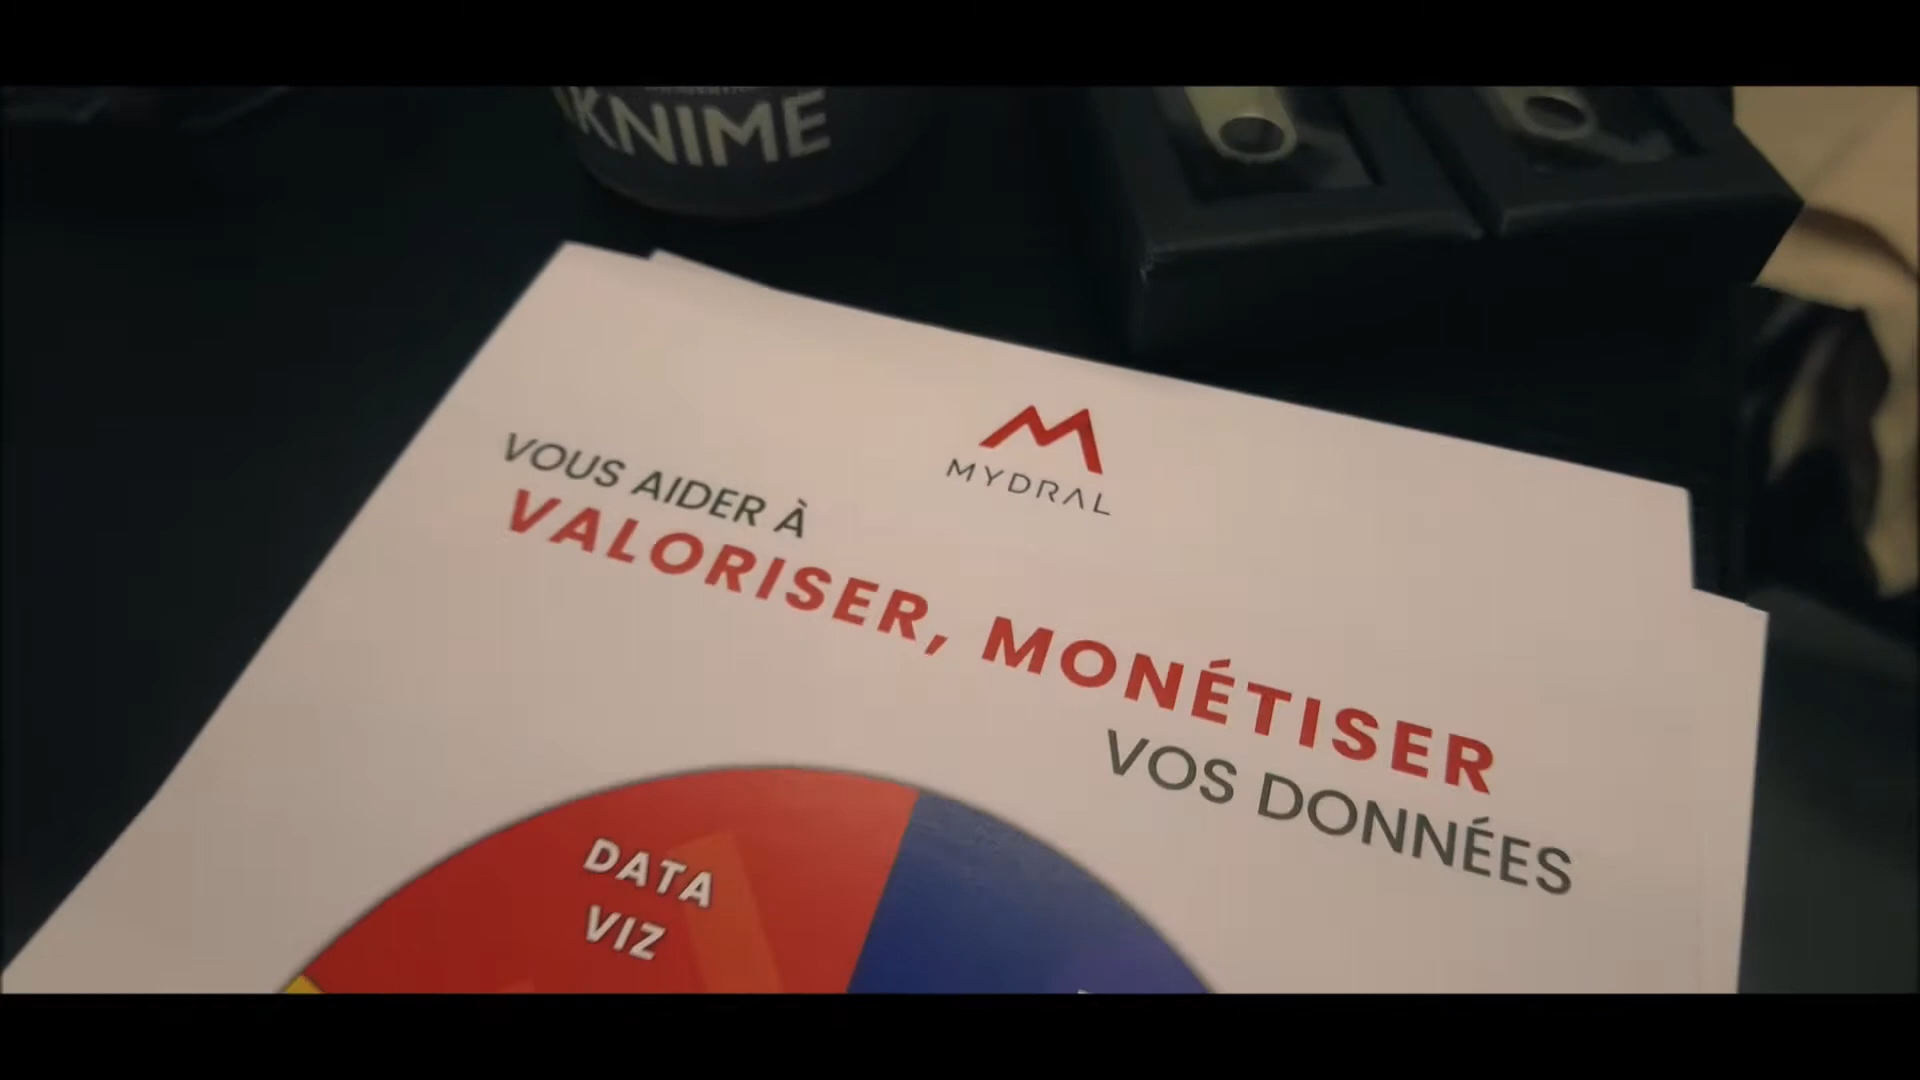 KNIME
MYDRAL
VOUS AIDER À
VALORISER, MONÉTISER
VOS DONNÉES
DATA
VIZ